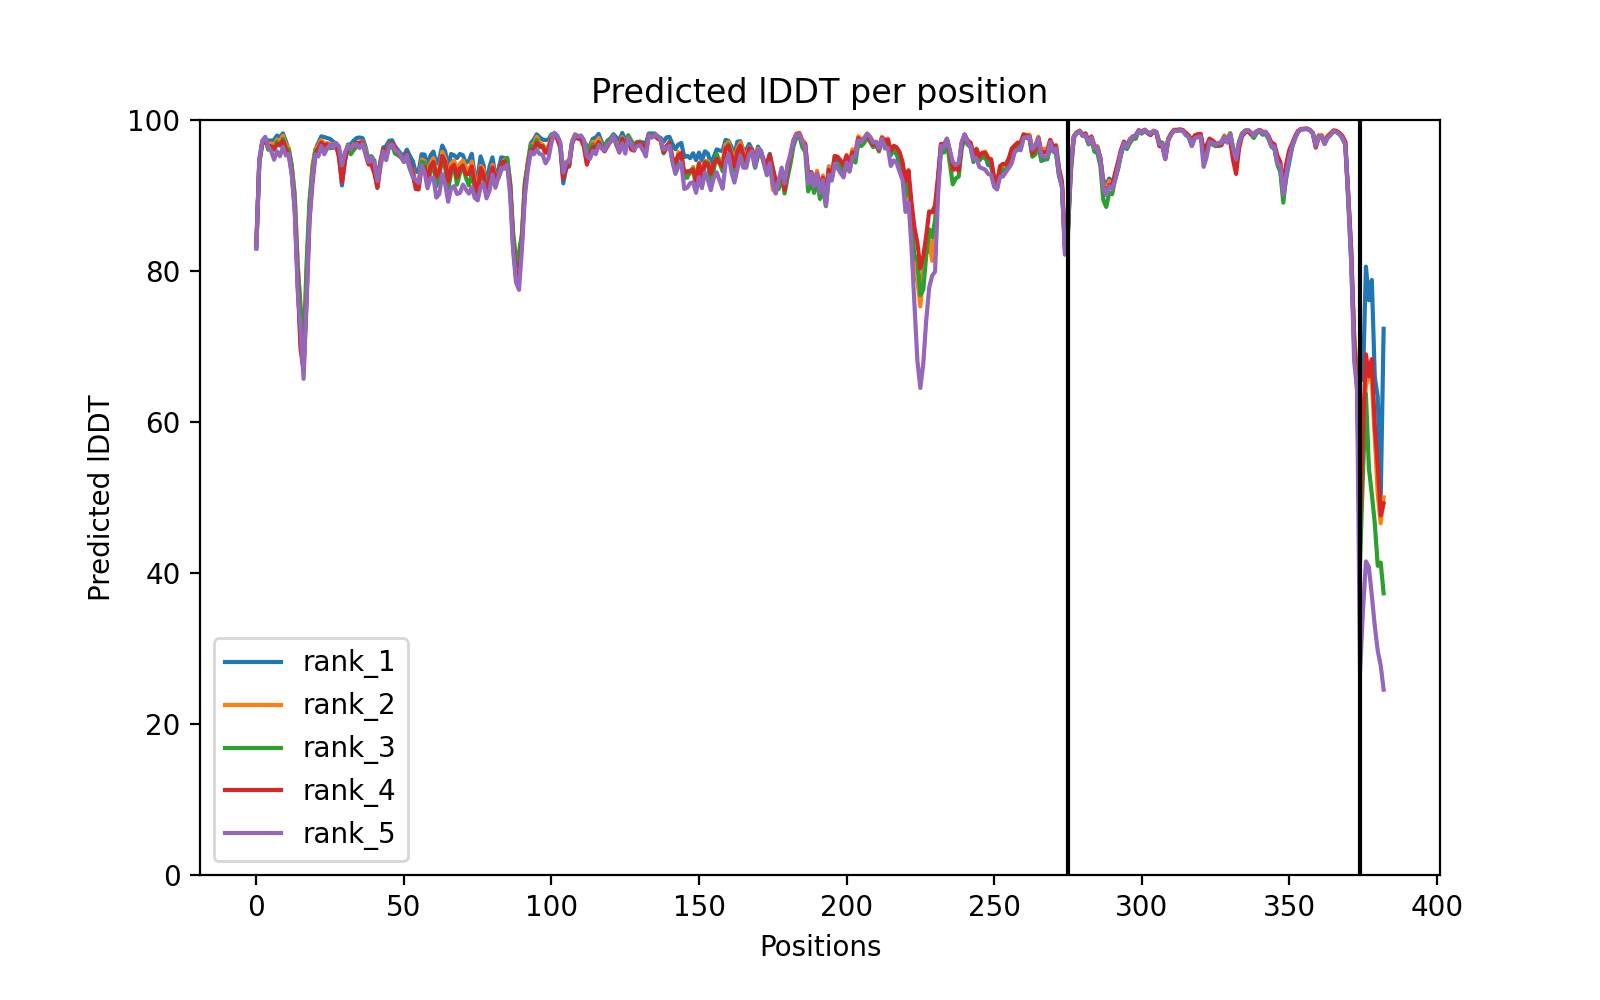 Predicted lDDT per position
100
80
60
40
20
0
Predicted lDDT
rank_1
rank_2
rank_3
rank_4
rank_5
0 50 100 150 200 250 300 350 400
Positions